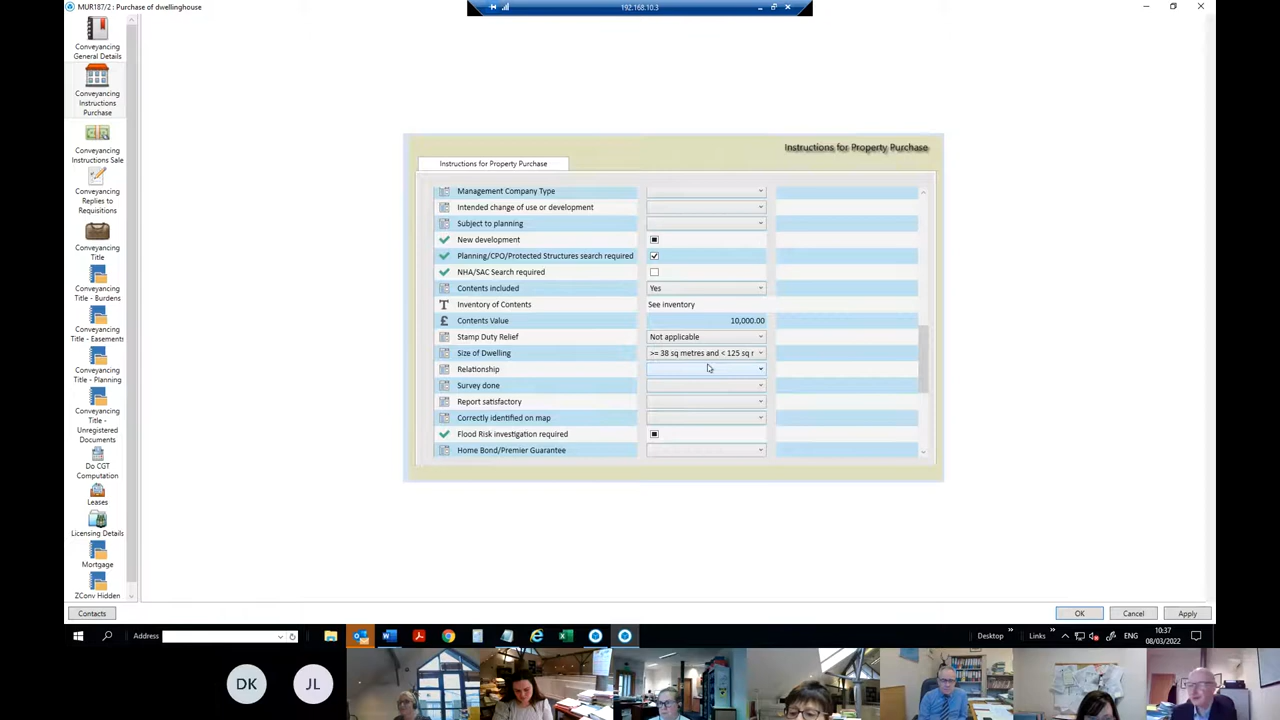 MUR187/2 : Purchase of dwellinghouse
192.168.10.3
Conveyancing
General Details
Conveyancing
Instructions
Purchase
Conveyancing
Instructions Sale
Conveyancing
Replies to
Requisitions
Conveyancing
Title
Conveyancing
Title - Burdens
Conveyancing
Title - Easements
Conveyancing
Title - Planning
Conveyancing
Title -
Unregistered
Documents
Do CGT
Computation
Leases
Licensing Details
Mortgage
ZConv Hidden
Contacts
Instructions for Property Purchase
Instructions for Property Purchase
Management Company Type
Intended change of use or development
Subject to planning
New development
Planning/CPO/Protected Structures search required
NHA/SAC Search required
Contents included Yes
Inventory of Contents See inventory
Contents Value 10,000.00
Stamp Duty Relief Not applicable
Size of Dwelling >= 38 sq metres and < 125 sq r
Relationship
Survey done
Report satisfactory
Correctly identified on map
Flood Risk investigation required
Home Bond/Premier Guarantee
OK Cancel Apply
Address
Desktop
Links
ENG
10:37
08/03/2022
DK JL